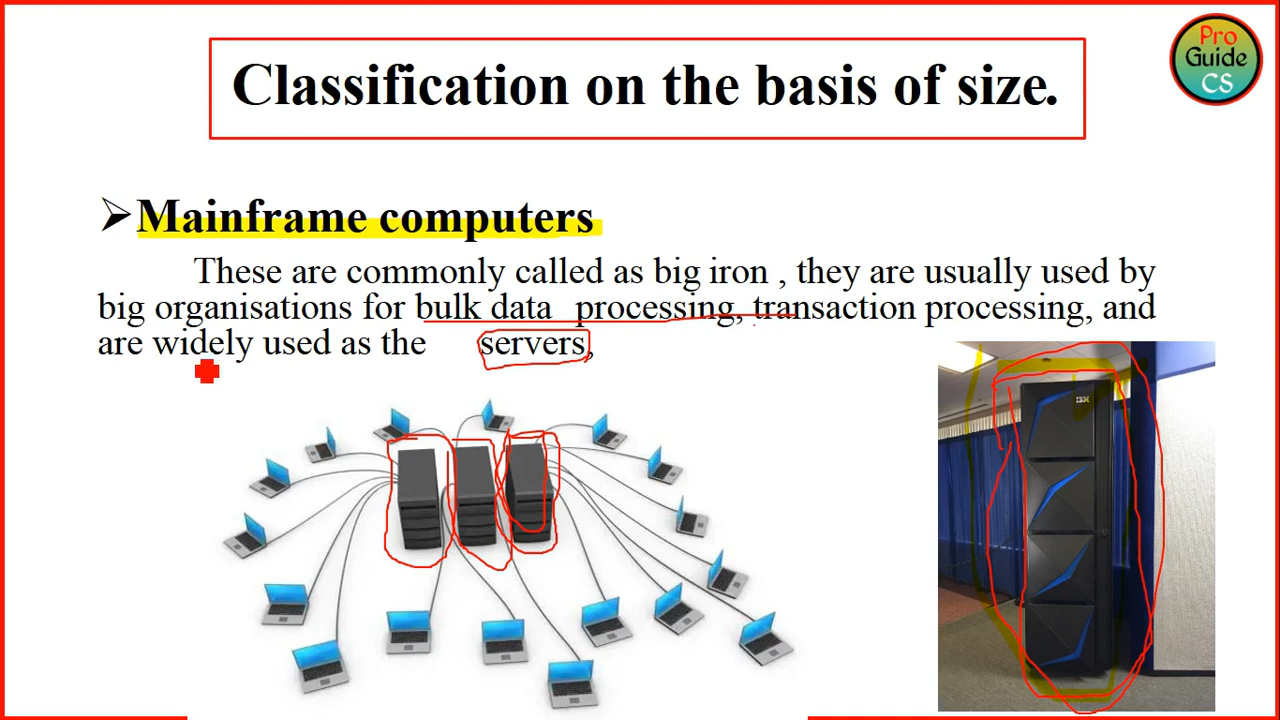 Pro
Guide
CS
Classification on the basis of size.
➢Mainframe computers
These are commonly called as big iron , they are usually used by
big organisations for bulk data processing, transaction processing, and
are widely used as the servers,
IBM